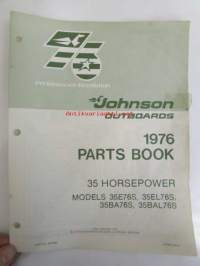 Johnson
OUTBOARDS
1976
PARTS BOOK
35 HORSEPOWER
MODELS 35E76S, 35EL76S,
35BA76S, 35BAL76S